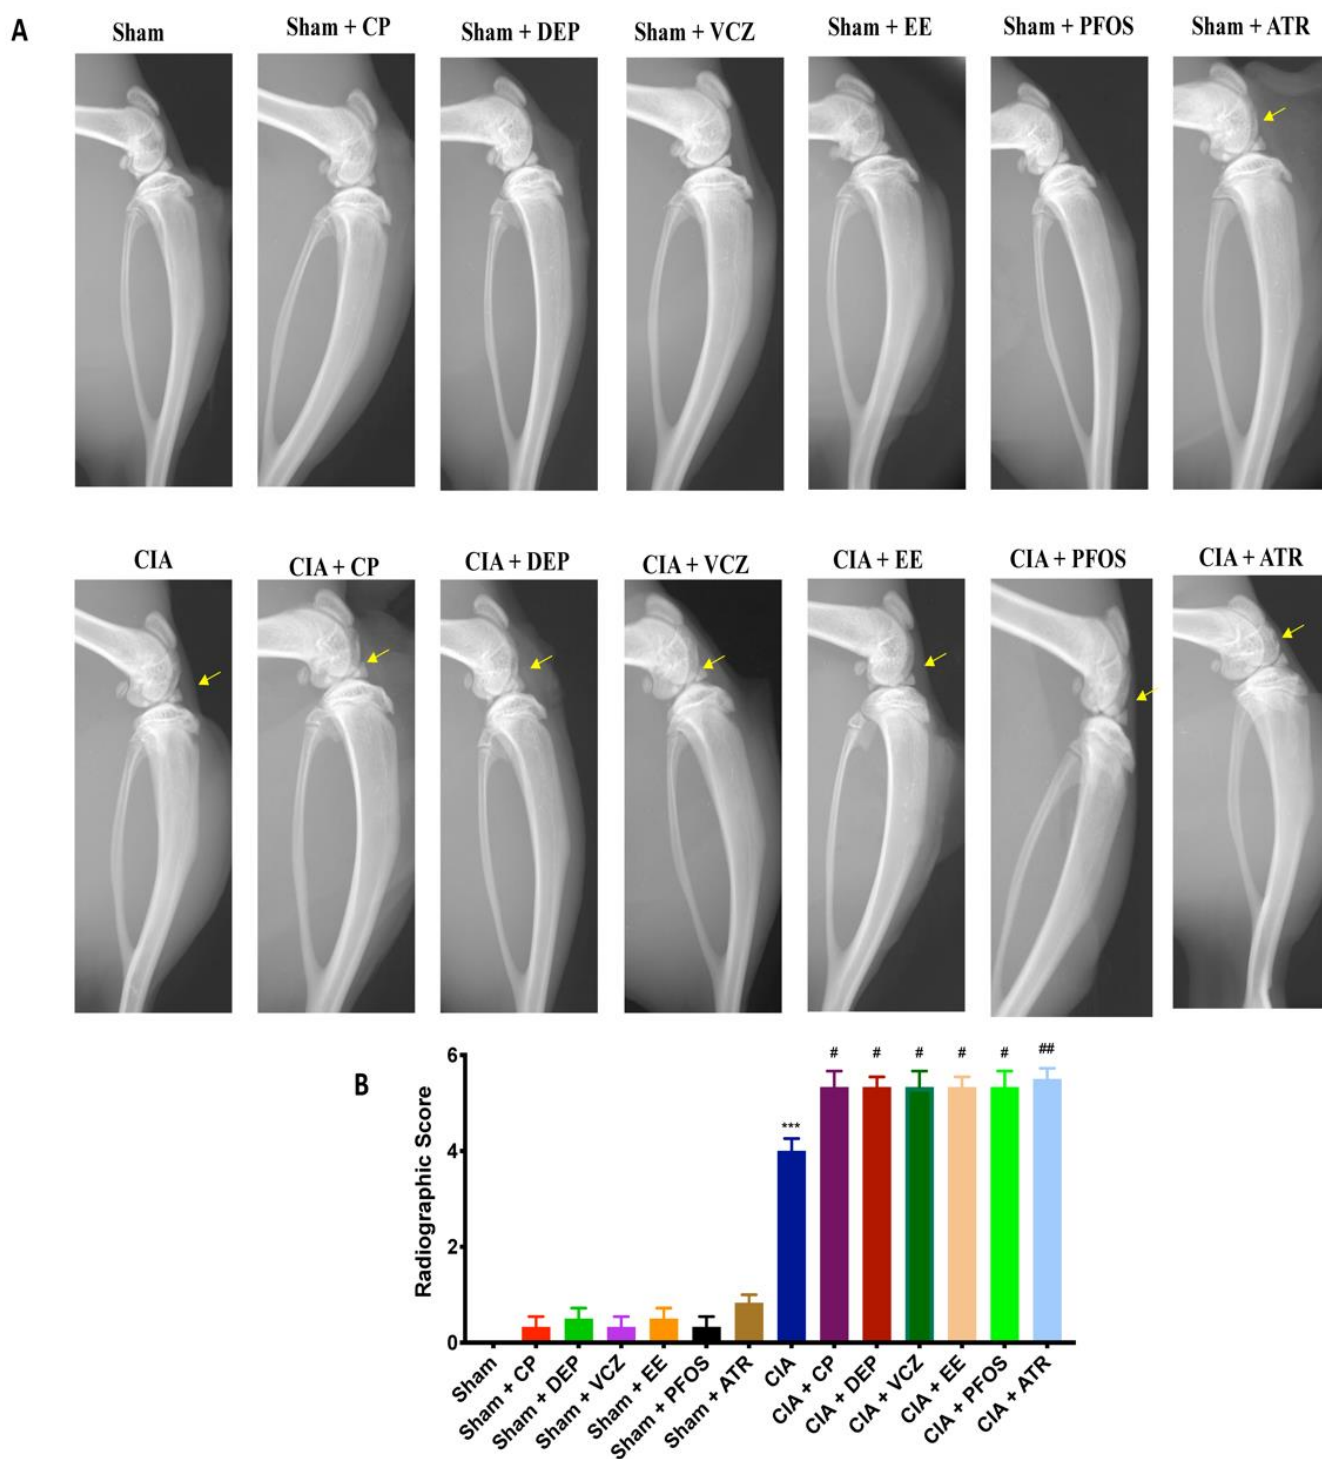 A
Sham
Sham + CP
Sham + DEP
Sham + VCZ
Sham + EE
Sham + PFOS
Sham + ATR
CIA
CIA + CP
CIA + DEP
CIA + VCZ
CIA + EE
CIA + PFOS
CIA + ATR
B
Radiographic Score
6
4
2
0
***
#
#
#
#
#
##
Sham
Sham + CP
Sham + DEP
Sham + VCZ
Sham + EE
Sham + PFOS
Sham + ATR
CIA
CIA + CP
CIA + DEP
CIA + VCZ
CIA + EE
CIA + PFOS
CIA + ATR